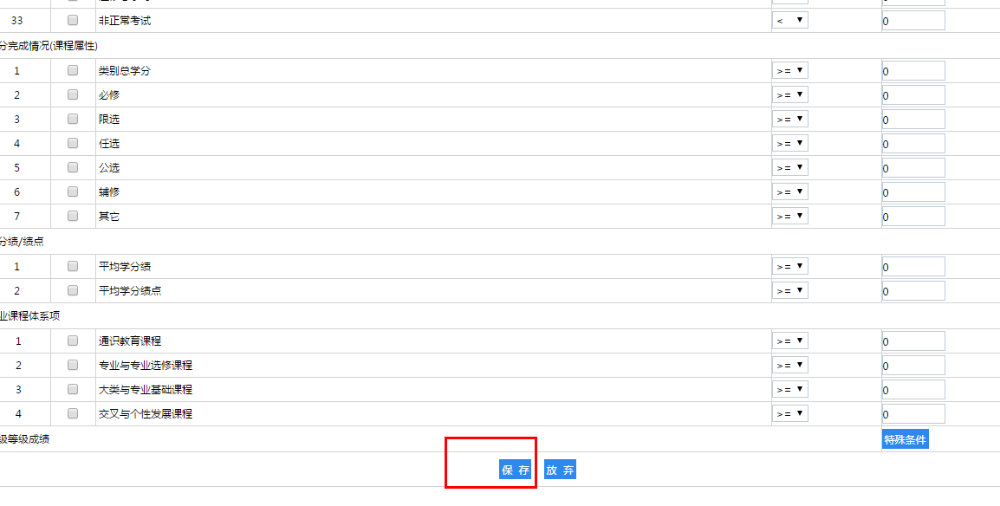 33 非正常考试 < 0
分完成情况(课程属性)
1 类别总学分 >= 0
2 必修 >= 0
3 限选 >= 0
4 任选 >= 0
5 公选 >= 0
6 辅修 >= 0
7 其它 >= 0
分绩/绩点
1 平均学分绩 >= 0
2 平均学分绩点 >= 0
业课程体系项
1 通识教育课程 >= 0
2 专业与专业选修课程 >= 0
3 大类与专业基础课程 >= 0
4 交叉与个性发展课程 >= 0
级等级成绩 特殊条件
保 存 放 弃